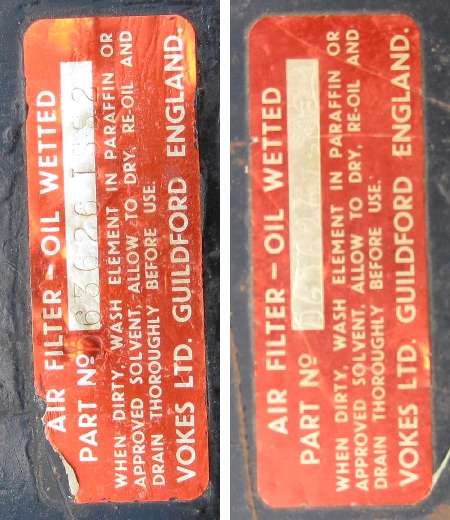 AIR FILTER – OIL WETTED
PART Nº
WHEN DIRTY, WASH ELEMENT IN PARAFFIN OR
APPROVED SOLVENT, ALLOW TO DRY, RE-OIL AND
DRAIN THOROUGHLY BEFORE USE.
VOKES LTD. GUILDFORD ENGLAND.
AIR FILTER – OIL WETTED
PART Nº
WHEN DIRTY, WASH ELEMENT IN PARAFFIN OR
APPROVED SOLVENT, ALLOW TO DRY, RE-OIL AND
DRAIN THOROUGHLY BEFORE USE.
VOKES LTD. GUILDFORD ENGLAND.